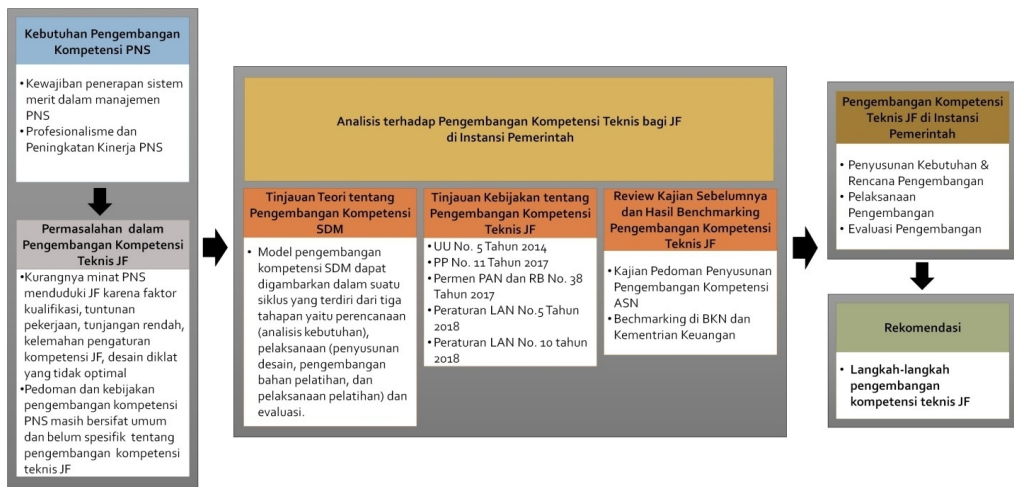 Kebutuhan Pengembangan
Kompetensi PNS
•Kewajiban penerapan sistem
merit dalam manajemen
PNS
•Profesionalisme dan
Peningkatan Kinerja PNS
Permasalahan dalam
Pengembangan Kompetensi
Teknis JF
•Kurangnya minat PNS
menduduki JF karena faktor
kualifikasi, tuntunan
pekerjaan, tunjangan rendah,
kelemahan pengaturan
kompetensi JF, desain diklat
yang tidak optimal
•Pedoman dan kebijakan
pengembangan kompetensi
PNS masih bersifat umum
dan belum spesifik tentang
pengembangan kompetensi
teknis JF
Analisis terhadap Pengembangan Kompetensi Teknis bagi JF
di Instansi Pemerintah
Tinjauan Teori tentang
Pengembangan Kompetensi
SDM
• Model pengembangan
kompetensi SDM dapat
digambarkan dalam suatu
siklus yang terdiri dari tiga
tahapan yaitu perencanaan
(analisis kebutuhan),
pelaksanaan (penyusunan
desain, pengembangan
bahan pelatihan, dan
pelaksanaan pelatihan) dan
evaluasi.
Tinjauan Kebijakan tentang
Pengembangan Kompetensi
Teknis JF
•UU No. 5 Tahun 2014
•PP No. 11 Tahun 2017
•Permen PAN dan RB No. 38
Tahun 2017
•Peraturan LAN No.5 Tahun
2018
•Peraturan LAN No. 10 tahun
2018
Review Kajian Sebelumnya
dan Hasil Benchmarking
Pengembangan Kompetensi
Teknis JF
•Kajian Pedoman Penyusunan
Pengembangan Kompetensi
ASN
•Bechmarking di BKN dan
Kementrian Keuangan
Pengembangan Kompetensi
Teknis JF di Instansi
Pemerintah
• Penyusunan Kebutuhan &
Rencana Pengembangan
• Pelaksanaan
Pengembangan
• Evaluasi Pengembangan
Rekomendasi
• Langkah-langkah
pengembangan
kompetensi teknis JF